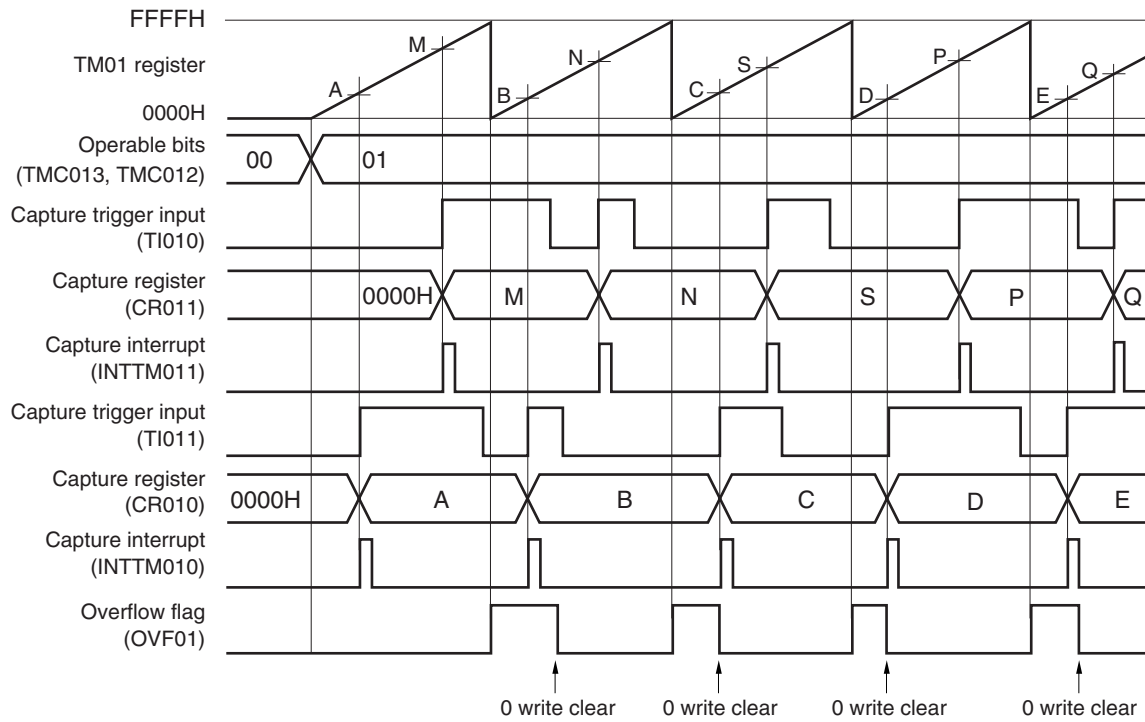 FFFFH
TM01 register
0000H
A M B N C S D P E Q
Operable bits
(TMC013, TMC012)
00 01
Capture trigger input
(TI010)
Capture register
(CR011)
0000H M N S P Q
Capture interrupt
(INTTM011)
Capture trigger input
(TI011)
Capture register
(CR010)
0000H A B C D E
Capture interrupt
(INTTM010)
Overflow flag
(OVF01)
0 write clear 0 write clear 0 write clear 0 write clear